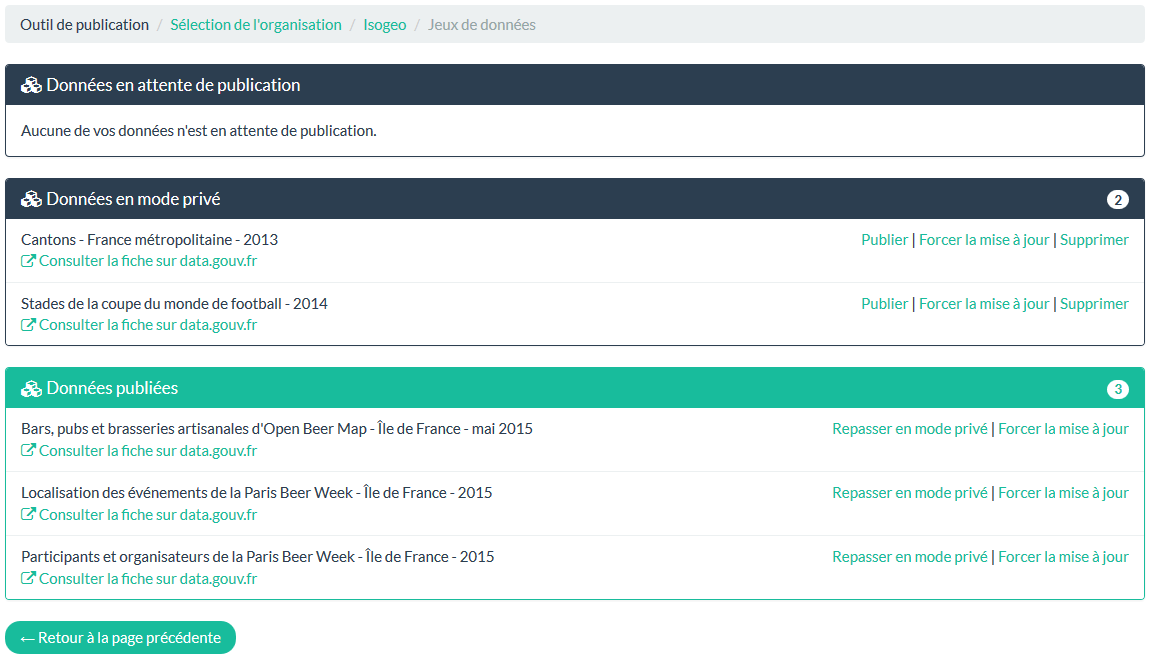 Outil de publication / Sélection de l'organisation / Isogeo / Jeux de données
Données en attente de publication
Aucune de vos données n'est en attente de publication.
Données en mode privé 2
Cantons - France métropolitaine - 2013 Publier | Forcer la mise à jour | Supprimer
Consulter la fiche sur data.gouv.fr
Stades de la coupe du monde de football - 2014 Publier | Forcer la mise à jour | Supprimer
Consulter la fiche sur data.gouv.fr
Données publiées 3
Bars, pubs et brasseries artisanales d'Open Beer Map - Île de France - mai 2015 Repasser en mode privé | Forcer la mise à jour
Consulter la fiche sur data.gouv.fr
Localisation des événements de la Paris Beer Week - Île de France - 2015 Repasser en mode privé | Forcer la mise à jour
Consulter la fiche sur data.gouv.fr
Participants et organisateurs de la Paris Beer Week - Île de France - 2015 Repasser en mode privé | Forcer la mise à jour
Consulter la fiche sur data.gouv.fr
← Retour à la page précédente